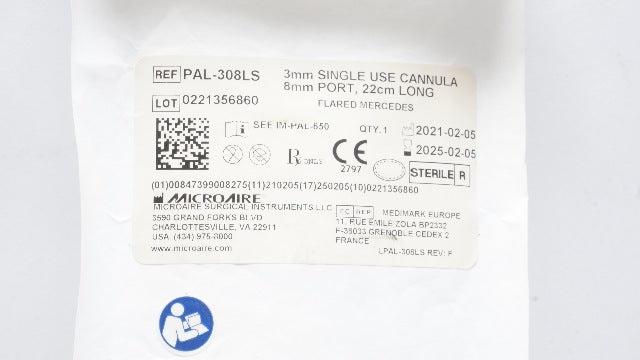 REF PAL-308LS 3mm SINGLE USE CANNULA
8mm PORT, 22cm LONG
LOT 0221356860 FLARED MERCEDES
SEE IM-PAL-650 QTY. 1 2021-02-05
2025-02-05
Rx ONLY CE 2797 STERILE R
(01)00847399008275(11)210205(17)250205(10)0221356860
MICROAIRE
MICROAIRE SURGICAL INSTRUMENTS LLC
3590 GRAND FORKS BLVD
CHARLOTTESVILLE, VA 22911
USA (434) 975-8000
www.microaire.com
EC REP MEDIMARK EUROPE
11, RUE EMILE ZOLA BP2332
F-38033 GRENOBLE CEDEX 2
FRANCE
LPAL-308LS REV: F